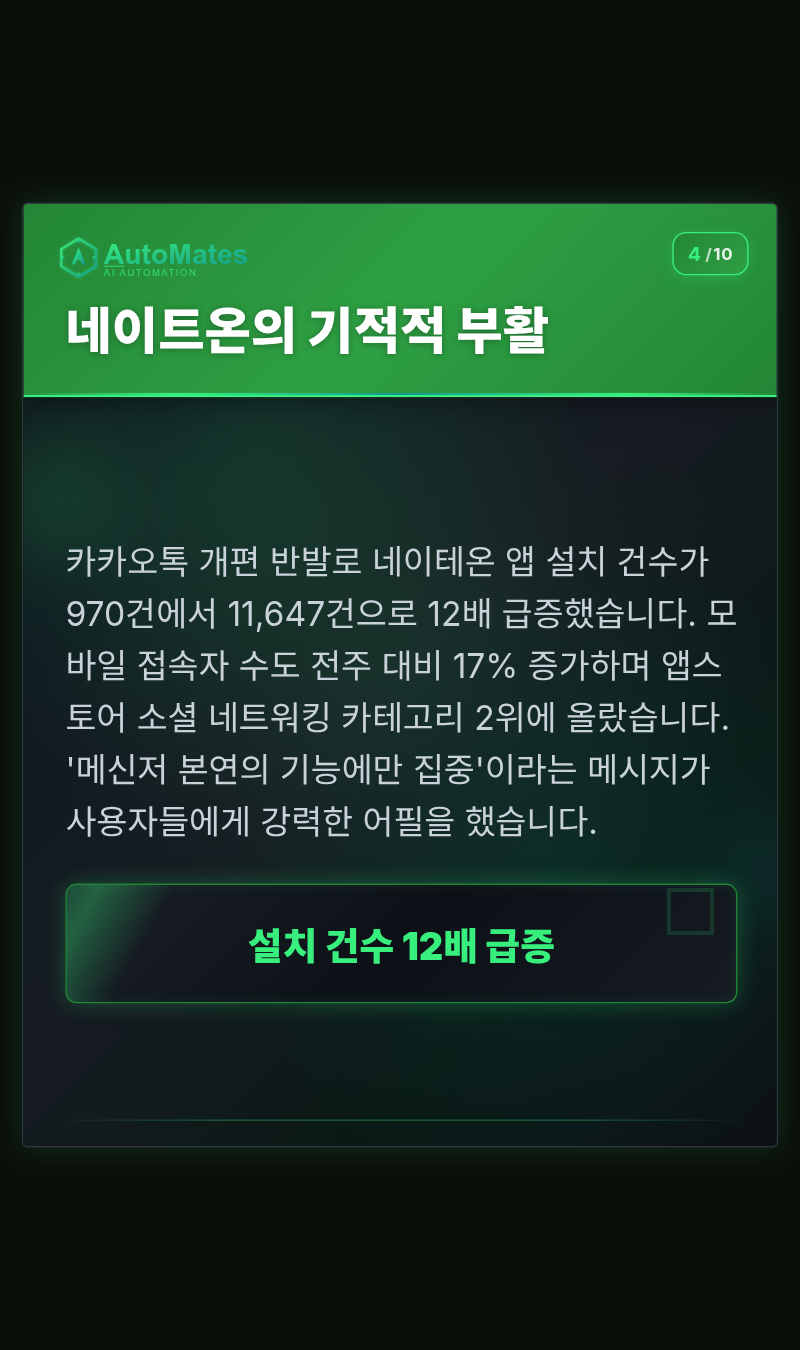 AutoMates
AI AUTOMATION
4 / 10
네이트온의 기적적 부활
카카오톡 개편 반발로 네이테온 앱 설치 건수가
970건에서 11,647건으로 12배 급증했습니다. 모
바일 접속자 수도 전주 대비 17% 증가하며 앱스
토어 소셜 네트워킹 카테고리 2위에 올랐습니다.
'메신저 본연의 기능에만 집중'이라는 메시지가
사용자들에게 강력한 어필을 했습니다.
설치 건수 12배 급증